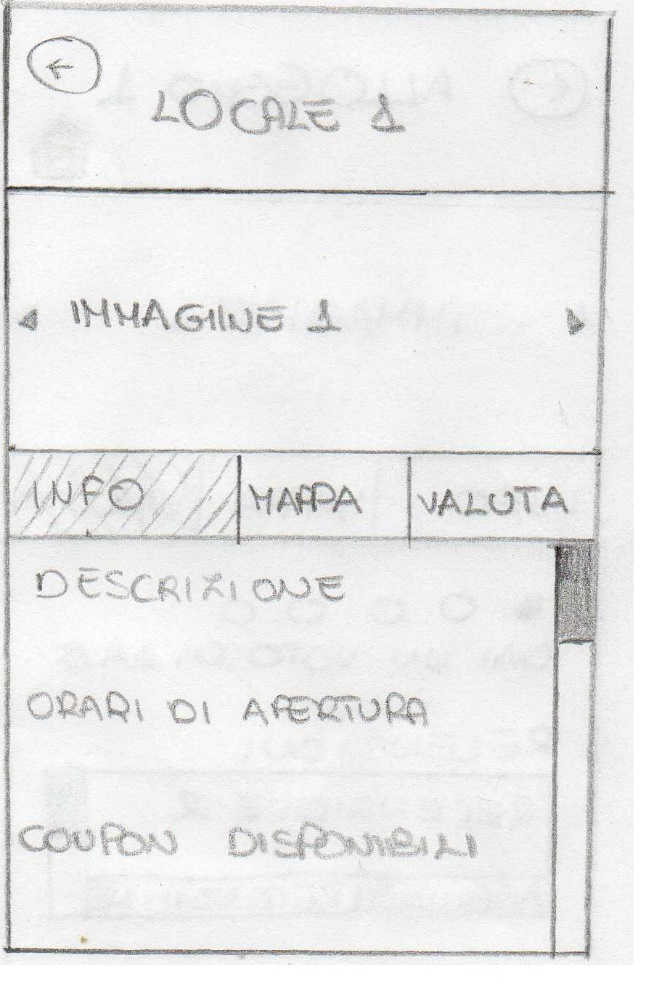 LOCALE 1
IMMAGINE 1
INFO MAPPA VALUTA
DESCRIZIONE
ORARI DI APERTURA
COUPON DISPONIBILI